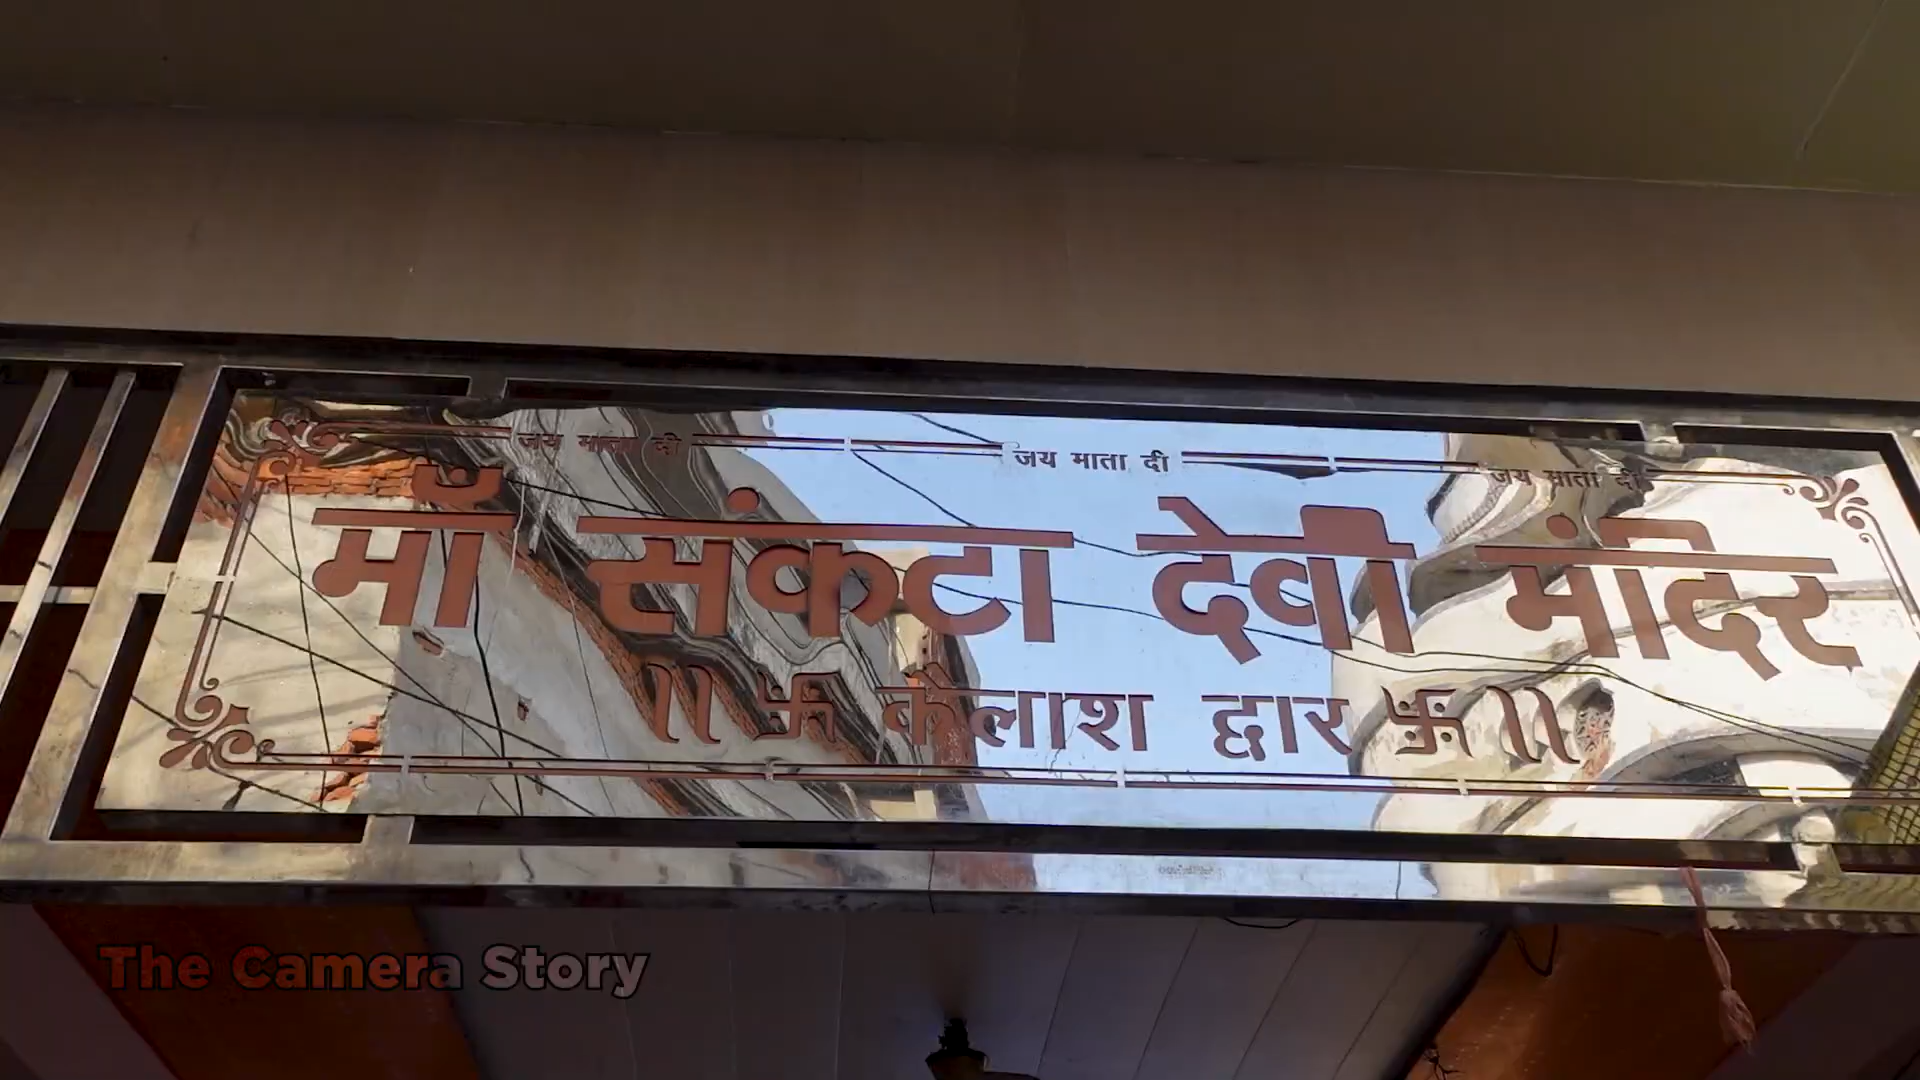 जय माता दी जय माता दी जय माता दी
माँ संकटा देवी मंदिर
।। 卐 कैलाश द्वार 卐 ।।
The Camera Story